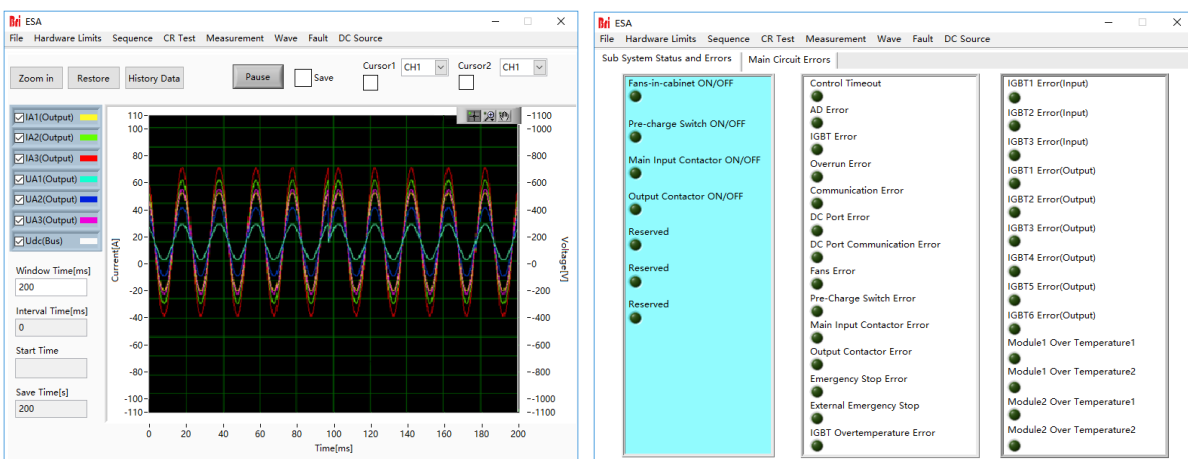 Bri ESA
File Hardware Limits Sequence CR Test Measurement Wave Fault DC Source
Zoom in Restore History Data Pause Save Cursor1 CH1 Cursor2 CH1
IA1(Output)
IA2(Output)
IA3(Output)
UA1(Output)
UA2(Output)
UA3(Output)
Udc(Bus)
Window Time[ms]
200
Interval Time[ms]
0
Start Time
Save Time[s]
200
Current[A]
110-
100-
80-
60-
40-
20-
0-
-20-
-40-
-60-
-80-
-100-
-110-
-1100
-1000
-800
-600
-400
-200
-0
--200
--400
--600
--800
--1000
--1100
Voltage[V]
0 20 40 60 80 100 120 140 160 180 200
Time[ms]
Bri ESA
File Hardware Limits Sequence CR Test Measurement Wave Fault DC Source
Sub System Status and Errors Main Circuit Errors
Fans-in-cabinet ON/OFF
Pre-charge Switch ON/OFF
Main Input Contactor ON/OFF
Output Contactor ON/OFF
Reserved
Reserved
Reserved
Control Timeout
AD Error
IGBT Error
Overrun Error
Communication Error
DC Port Error
DC Port Communication Error
Fans Error
Pre-Charge Switch Error
Main Input Contactor Error
Output Contactor Error
Emergency Stop Error
External Emergency Stop
IGBT Overtemperature Error
IGBT1 Error(Input)
IGBT2 Error(Input)
IGBT3 Error(Input)
IGBT1 Error(Output)
IGBT2 Error(Output)
IGBT3 Error(Output)
IGBT4 Error(Output)
IGBT5 Error(Output)
IGBT6 Error(Output)
Module1 Over Temperature1
Module1 Over Temperature2
Module2 Over Temperature1
Module2 Over Temperature2